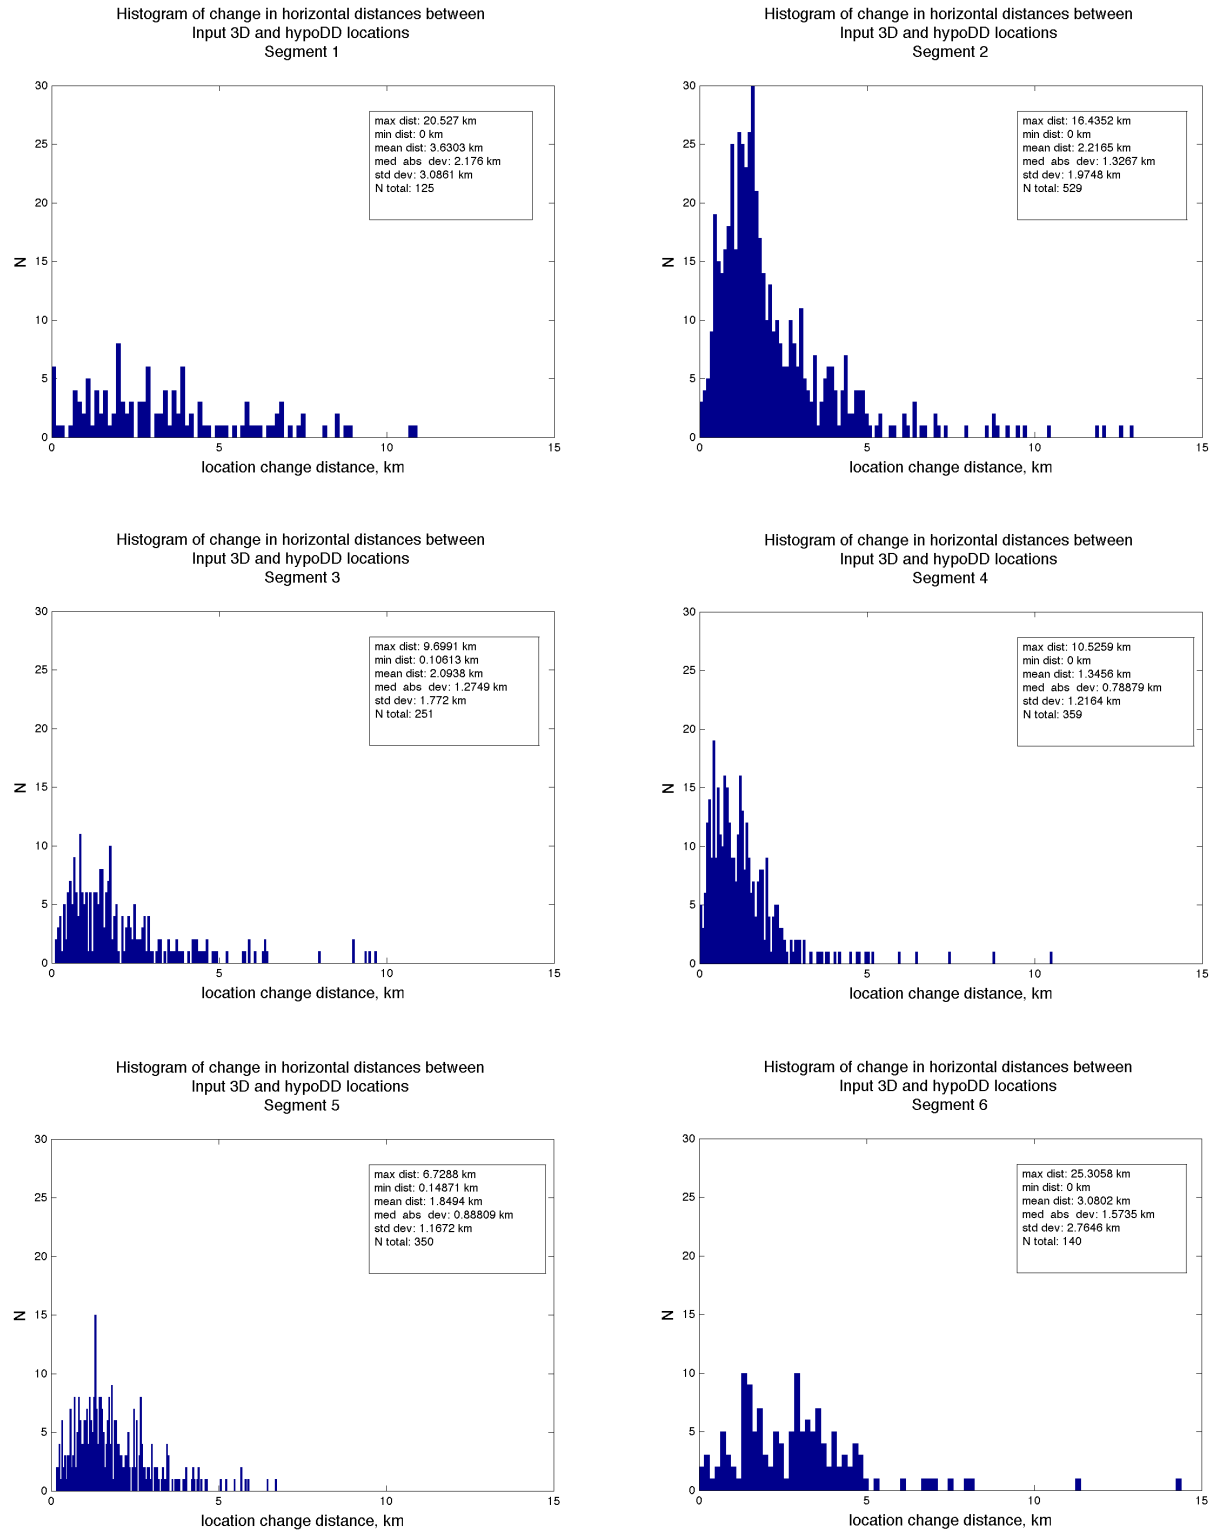 Histogram of change in horizontal distances between
Input 3D and hypoDD locations
Segment 1
30
25
20
15
10
5
0
N
max dist: 20.527 km
min dist: 0 km
mean dist: 3.6303 km
med abs dev: 2.176 km
std dev: 3.0861 km
N total: 125
0 5 10 15
location change distance, km
Histogram of change in horizontal distances between
Input 3D and hypoDD locations
Segment 2
30
25
20
15
10
5
0
N
max dist: 16.4352 km
min dist: 0 km
mean dist: 2.2165 km
med abs dev: 1.3267 km
std dev: 1.9748 km
N total: 529
0 5 10 15
location change distance, km
Histogram of change in horizontal distances between
Input 3D and hypoDD locations
Segment 3
30
25
20
15
10
5
0
N
max dist: 9.6991 km
min dist: 0.10613 km
mean dist: 2.0938 km
med abs dev: 1.2749 km
std dev: 1.772 km
N total: 251
0 5 10 15
location change distance, km
Histogram of change in horizontal distances between
Input 3D and hypoDD locations
Segment 4
30
25
20
15
10
5
0
N
max dist: 10.5259 km
min dist: 0 km
mean dist: 1.3456 km
med abs dev: 0.78879 km
std dev: 1.2164 km
N total: 359
0 5 10 15
location change distance, km
Histogram of change in horizontal distances between
Input 3D and hypoDD locations
Segment 5
30
25
20
15
10
5
0
N
max dist: 6.7288 km
min dist: 0.14871 km
mean dist: 1.8494 km
med abs dev: 0.88809 km
std dev: 1.1672 km
N total: 350
0 5 10 15
location change distance, km
Histogram of change in horizontal distances between
Input 3D and hypoDD locations
Segment 6
30
25
20
15
10
5
0
N
max dist: 25.3058 km
min dist: 0 km
mean dist: 3.0802 km
med abs dev: 1.5735 km
std dev: 2.7646 km
N total: 140
0 5 10 15
location change distance, km